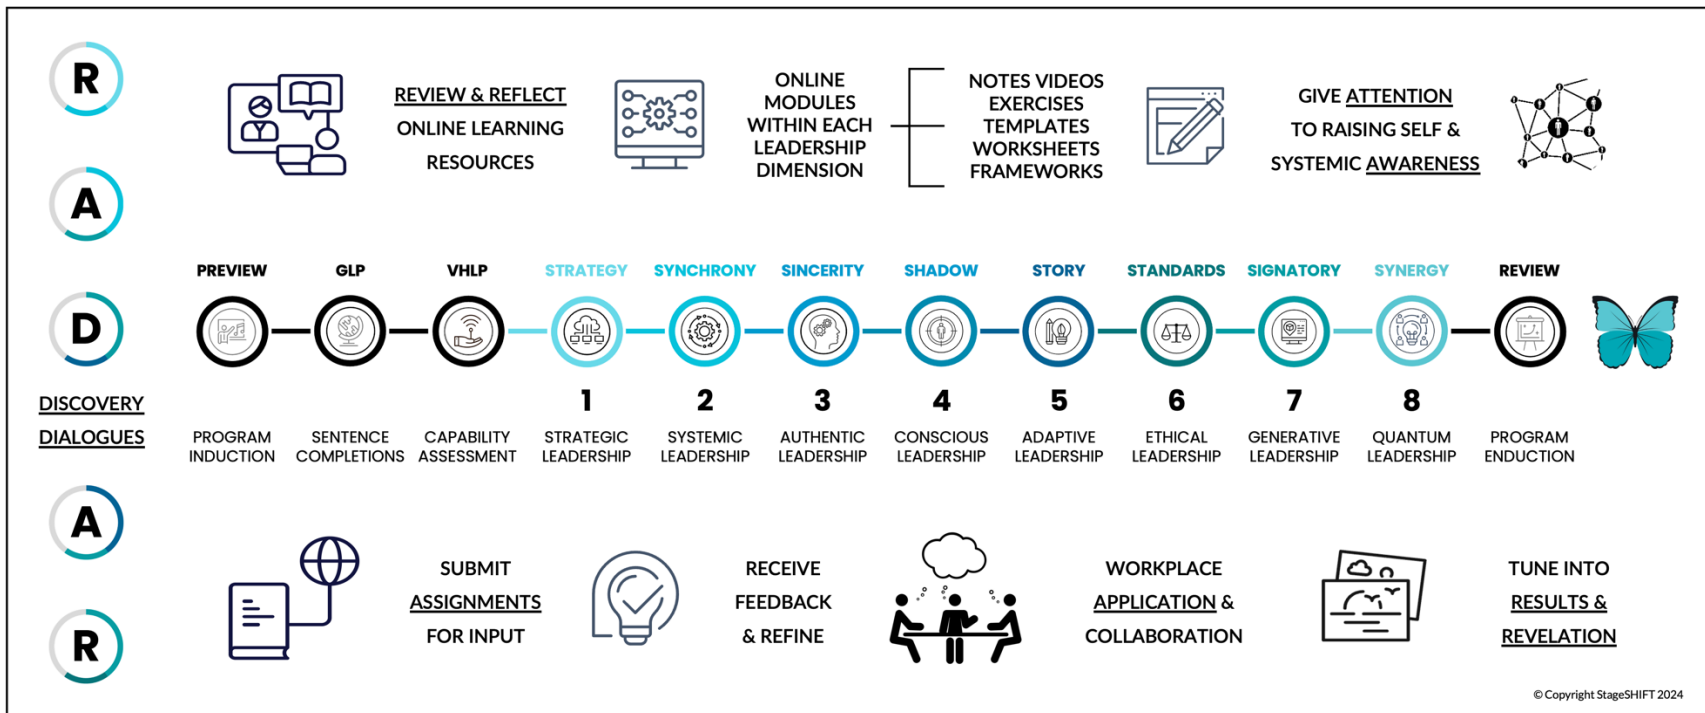 R
REVIEW & REFLECT
ONLINE LEARNING
RESOURCES
ONLINE
MODULES
WITHIN EACH
LEADERSHIP
DIMENSION
NOTES VIDEOS
EXERCISES
TEMPLATES
WORKSHEETS
FRAMEWORKS
GIVE ATTENTION
TO RAISING SELF &
SYSTEMIC AWARENESS
A
PREVIEW
GLP
VHLP
STRATEGY
SYNCHRONY
SINCERITY
SHADOW
STORY
STANDARDS
SIGNATORY
SYNERGY
REVIEW
D
DISCOVERY
DIALOGUES
1
2
3
4
5
6
7
8
PROGRAM
INDUCTION
SENTENCE
COMPLETIONS
CAPABILITY
ASSESSMENT
STRATEGIC
LEADERSHIP
SYSTEMIC
LEADERSHIP
AUTHENTIC
LEADERSHIP
CONSCIOUS
LEADERSHIP
ADAPTIVE
LEADERSHIP
ETHICAL
LEADERSHIP
GENERATIVE
LEADERSHIP
QUANTUM
LEADERSHIP
PROGRAM
ENDUCTION
A
SUBMIT
ASSIGNMENTS
FOR INPUT
RECEIVE
FEEDBACK
& REFINE
WORKPLACE
APPLICATION &
COLLABORATION
TUNE INTO
RESULTS &
REVELATION
R
© Copyright StageSHIFT 2024